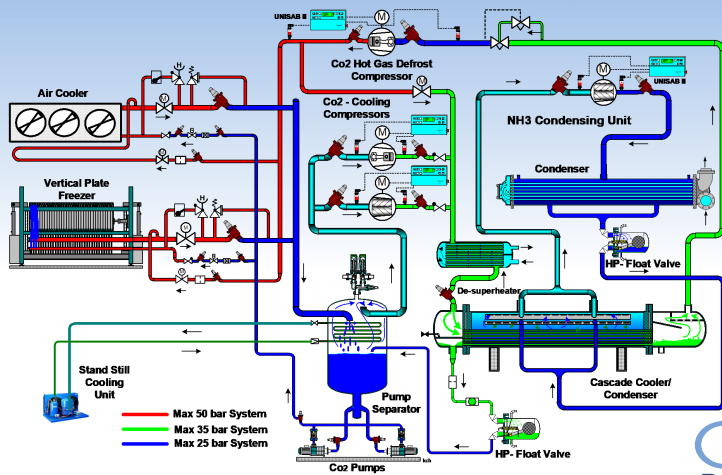 UNISAB II
M
Co2 Hot Gas Defrost
Compressor
UNISAB II
M
H
Air Cooler
M
M
Co2 - Cooling
Compressors
M
NH3 Condensing Unit
M
M
Condenser
Vertical Plate
Freezer
H
M
M
HP- Float Valve
De-superheater
Stand Still
Cooling
Unit
Pump
Separator
Cascade Cooler/
Condenser
Max 50 bar System
Max 35 bar System
Max 25 bar System
HP- Float Valve
Co2 Pumps